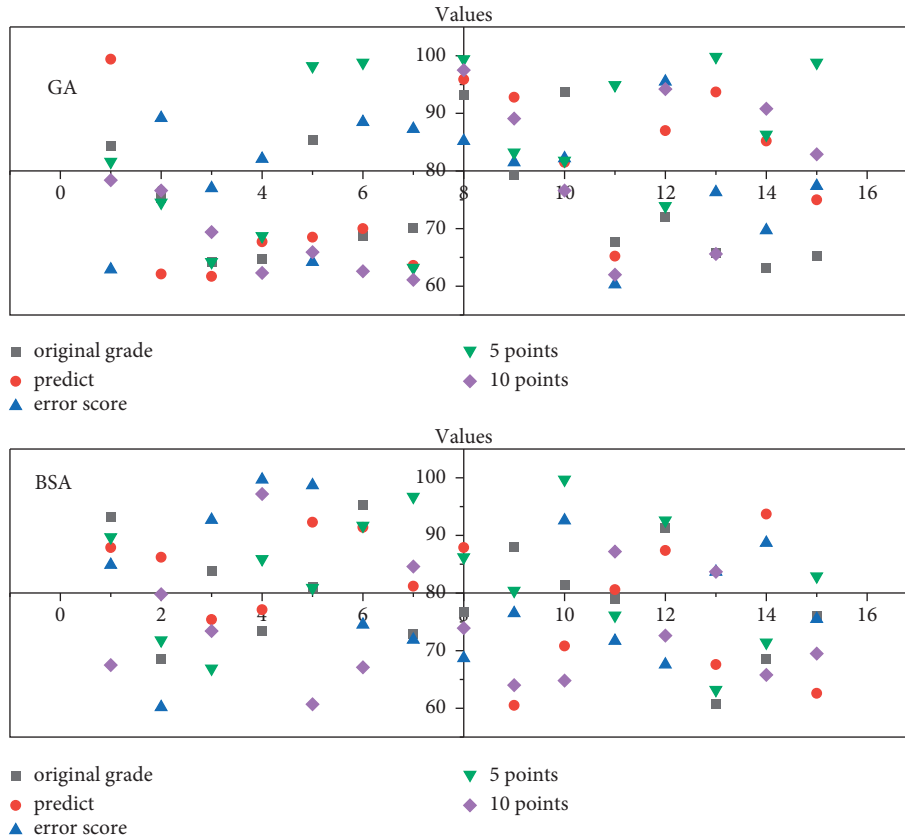 Values
100
GA
90
80
0 2 4 6 8 10 12 14 16
70
60
original grade 5 points
predict 10 points
error score
Values
100
BSA
90
80
0 2 4 6 8 10 12 14 16
70
60
original grade 5 points
predict 10 points
error score